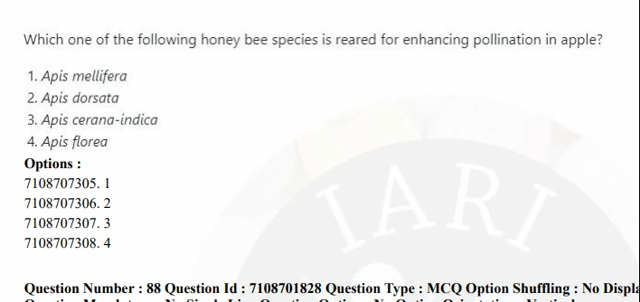 Which one of the following honey bee species is reared for enhancing pollination in apple?
1. Apis mellifera
2. Apis dorsata
3. Apis cerana-indica
4. Apis florea
Options :
7108707305. 1
7108707306. 2
7108707307. 3
7108707308. 4
IARI
Question Number : 88 Question Id : 7108701828 Question Type : MCQ Option Shuffling : No